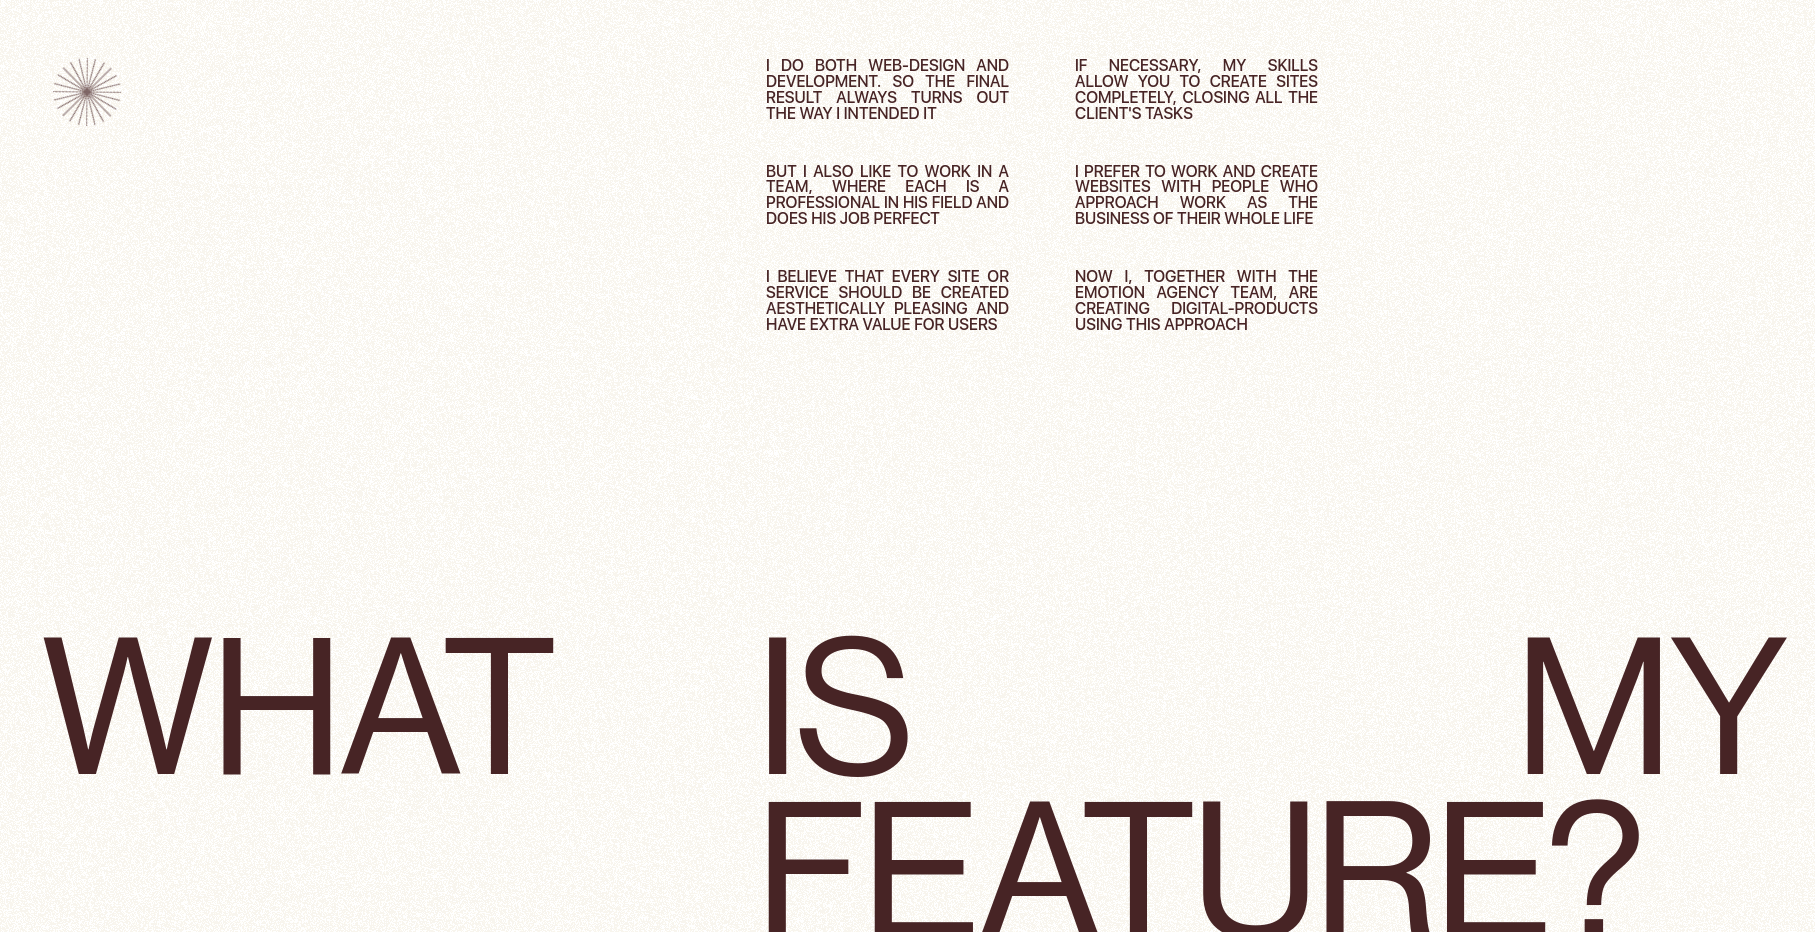 I DO BOTH WEB-DESIGN AND
DEVELOPMENT. SO THE FINAL
RESULT ALWAYS TURNS OUT
THE WAY I INTENDED IT
IF NECESSARY, MY SKILLS
ALLOW YOU TO CREATE SITES
COMPLETELY, CLOSING ALL THE
CLIENT'S TASKS
BUT I ALSO LIKE TO WORK IN A
TEAM, WHERE EACH IS A
PROFESSIONAL IN HIS FIELD AND
DOES HIS JOB PERFECT
I PREFER TO WORK AND CREATE
WEBSITES WITH PEOPLE WHO
APPROACH WORK AS THE
BUSINESS OF THEIR WHOLE LIFE
I BELIEVE THAT EVERY SITE OR
SERVICE SHOULD BE CREATED
AESTHETICALLY PLEASING AND
HAVE EXTRA VALUE FOR USERS
NOW I, TOGETHER WITH THE
EMOTION AGENCY TEAM, ARE
CREATING DIGITAL-PRODUCTS
USING THIS APPROACH
WHAT IS MY
FEATURE?